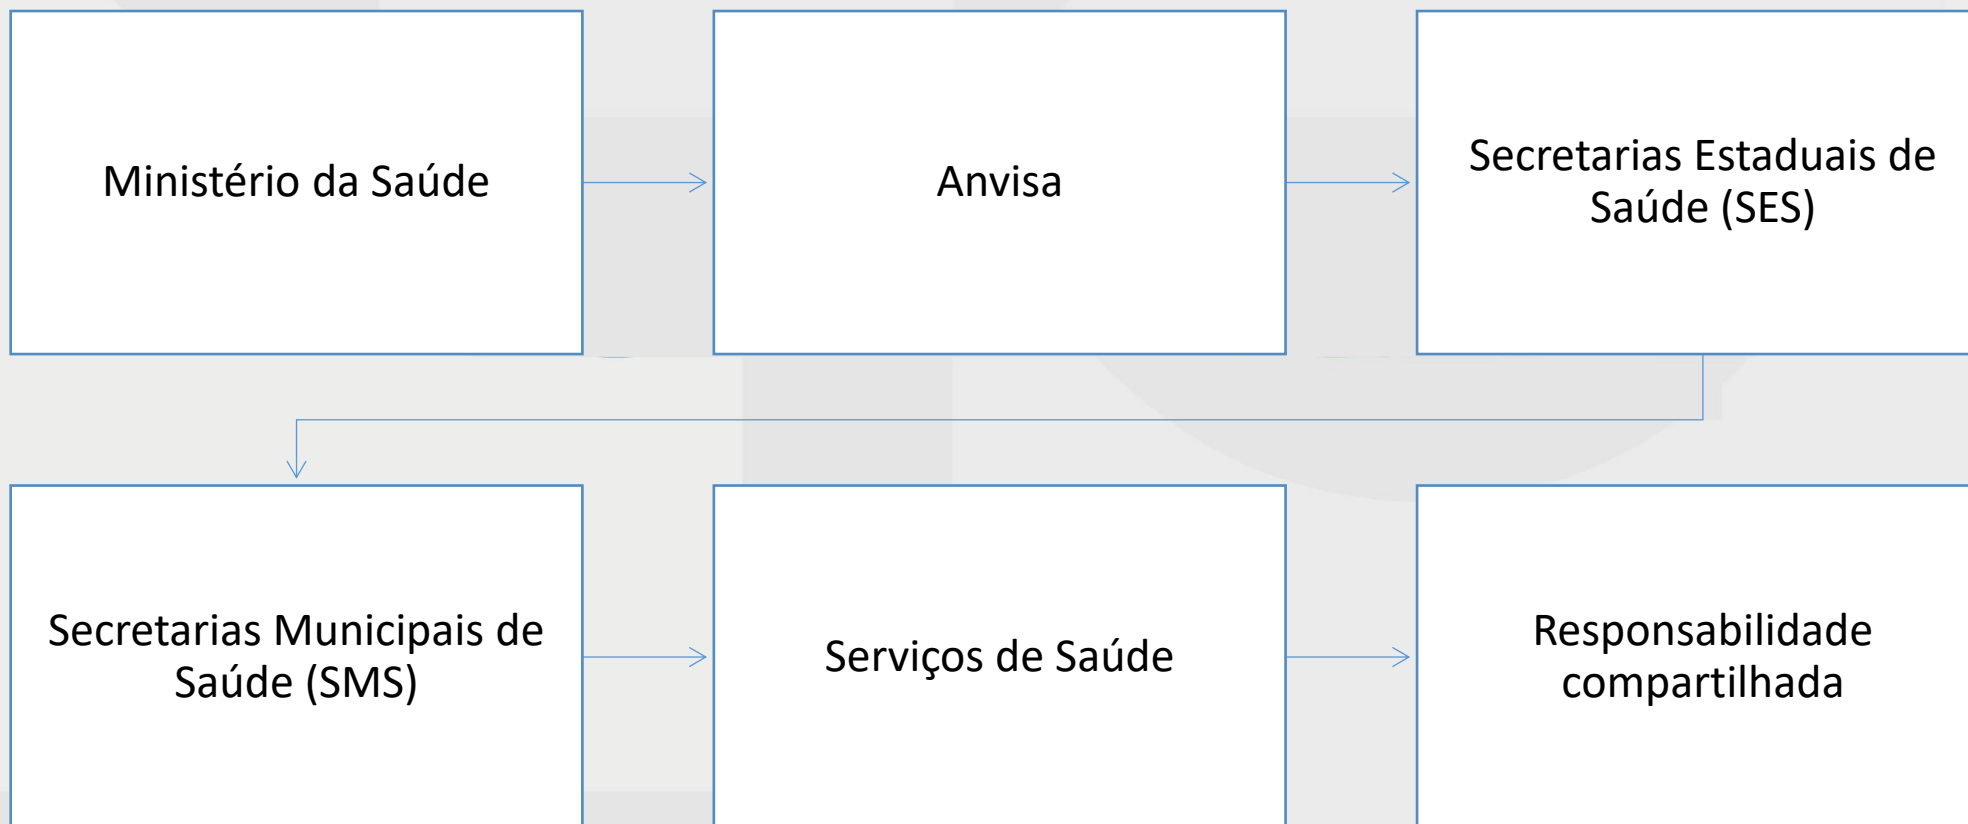 Ministério da Saúde
Anvisa
Secretarias Estaduais de
Saúde (SES)
Secretarias Municipais de
Saúde (SMS)
Serviços de Saúde
Responsabilidade
compartilhada